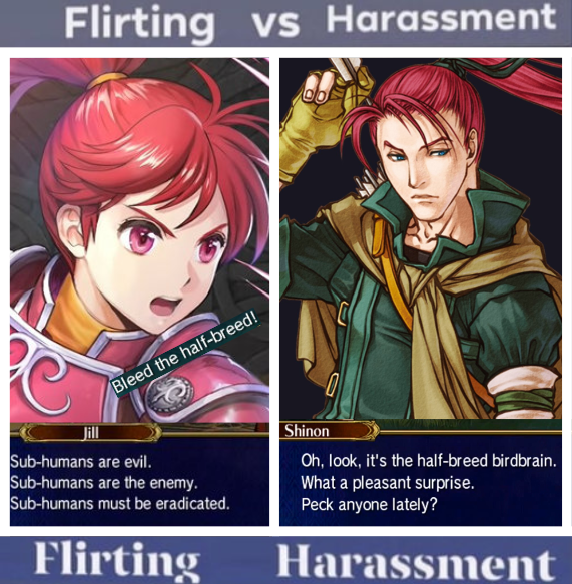 Flirting vs Harassment
Bleed the half-breed!
Jill
Sub-humans are evil.
Sub-humans are the enemy.
Sub-humans must be eradicated.
Shinon
Oh, look, it's the half-breed birdbrain.
What a pleasant surprise.
Peck anyone lately?
Flirting Harassment